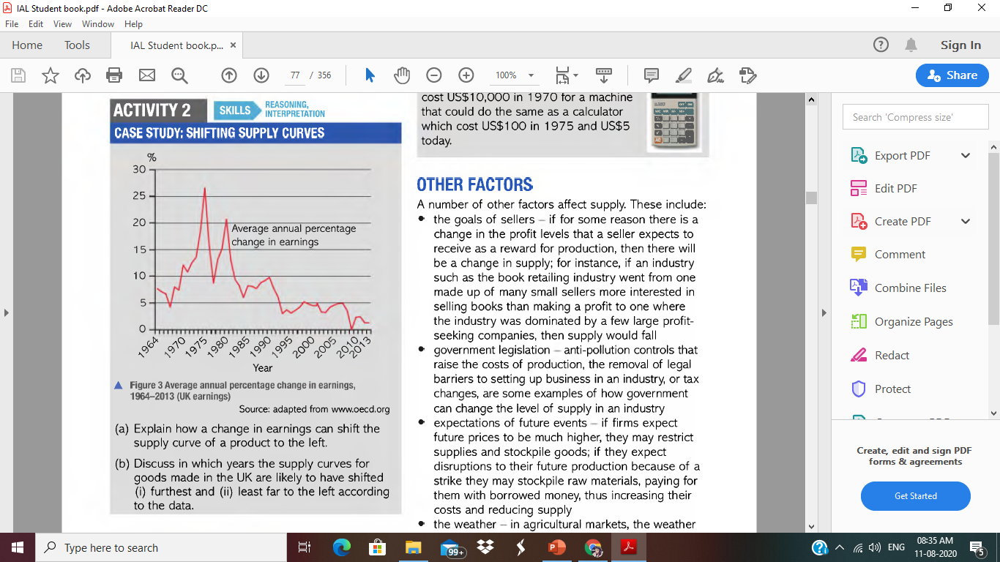 IAL Student book.pdf - Adobe Acrobat Reader DC
File Edit View Window Help
Home Tools IAL Student book.p... × Sign In
77 / 356 100% Share
ACTIVITY 2 SKILLS REASONING,
INTERPRETATION
CASE STUDY: SHIFTING SUPPLY CURVES
%
30
25
20
15
10
5
0
Average annual percentage
change in earnings
1964 1970 1975 1980 1985 1990 1995 2000 2005 2010 2013
Year
Figure 3 Average annual percentage change in earnings,
1964–2013 (UK earnings)
Source: adapted from www.oecd.org
(a) Explain how a change in earnings can shift the
supply curve of a product to the left.
(b) Discuss in which years the supply curves for
goods made in the UK are likely to have shifted
(i) furthest and (ii) least far to the left according
to the data.
cost US$10,000 in 1970 for a machine
that could do the same as a calculator
which cost US$100 in 1975 and US$5
today.
OTHER FACTORS
A number of other factors affect supply. These include:
• the goals of sellers – if for some reason there is a
change in the profit levels that a seller expects to
receive as a reward for production, then there will
be a change in supply; for instance, if an industry
such as the book retailing industry went from one
made up of many small sellers more interested in
selling books than making a profit to one where
the industry was dominated by a few large profit-
seeking companies, then supply would fall
• government legislation – anti-pollution controls that
raise the costs of production, the removal of legal
barriers to setting up business in an industry, or tax
changes, are some examples of how government
can change the level of supply in an industry
• expectations of future events – if firms expect
future prices to be much higher, they may restrict
supplies and stockpile goods; if they expect
disruptions to their future production because of a
strike they may stockpile raw materials, paying for
them with borrowed money, thus increasing their
costs and reducing supply
• the weather – in agricultural markets, the weather
Search 'Compress size'
Export PDF
Edit PDF
Create PDF
Comment
Combine Files
Organize Pages
Redact
Protect
Create, edit and sign PDF
forms & agreements
Get Started
Type here to search
99+
ENG
08:35 AM
11-08-2020
5